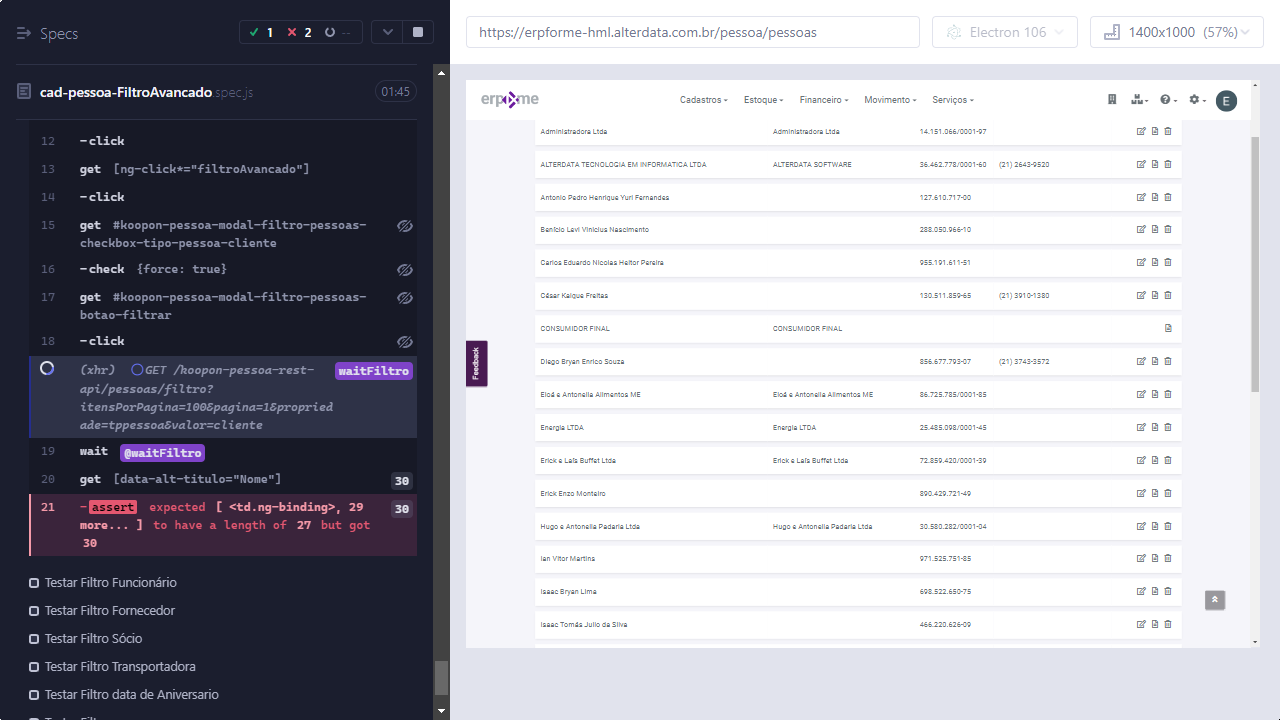 Specs
1
2
--
https://erpforme-hml.alterdata.com.br/pessoa/pessoas
Electron 106
1400x1000 (57%)
cad-pessoa-FiltroAvancado.spec.js
01:45
12 -click
13 get [ng-click*="filtroAvancado"]
14 -click
15 get #koopon-pessoa-modal-filtro-pessoas-
checkbox-tipo-pessoa-cliente
16 -check {force: true}
17 get #koopon-pessoa-modal-filtro-pessoas-
botao-filtrar
18 -click
(xhr) GET /koopon-pessoa-rest- waitFiltro
api/pessoas/filtro?
itensPorPagina=100&pagina=1&propried
ade=tppessoa&valor=cliente
19 wait @waitFiltro
20 get [data-alt-titulo="Nome"] 30
21 -assert expected [ <td.ng-binding>, 29 30
more... ] to have a length of 27 but got
30
Testar Filtro Funcionário
Testar Filtro Fornecedor
Testar Filtro Sócio
Testar Filtro Transportadora
Testar Filtro data de Aniversario
erpme
Cadastros Estoque Financeiro Movimento Serviços
E
Administradora Ltda Administradora Ltda 14.151.066/0001-97
ALTERDATA TECNOLOGIA EM INFORMATICA LTDA ALTERDATA SOFTWARE 36.462.778/0001-60 (21) 2643-9520
Antonio Pedro Henrique Yuri Fernandes 127.610.717-00
Benício Levi Vinicius Nascimento 288.050.966-10
Carlos Eduardo Nicolas Heitor Pereira 955.191.611-51
César Kaique Freitas 130.511.859-65 (21) 3910-1380
CONSUMIDOR FINAL CONSUMIDOR FINAL
Diego Bryan Enrico Souza 856.677.793-07 (21) 3743-3572
Eloá e Antonella Alimentos ME Eloá e Antonella Alimentos ME 86.725.785/0001-85
Energia LTDA Energia LTDA 25.485.098/0001-45
Erick e Laís Buffet Ltda Erick e Laís Buffet Ltda 72.859.420/0001-39
Erick Enzo Monteiro 890.429.721-49
Hugo e Antonella Padaria Ltda Hugo e Antonella Padaria Ltda 30.580.282/0001-04
Ian Vitor Martins 971.525.751-85
Isaac Bryan Lima 698.522.650-75
Isaac Tomás Julio da Silva 466.220.626-09
Feedback